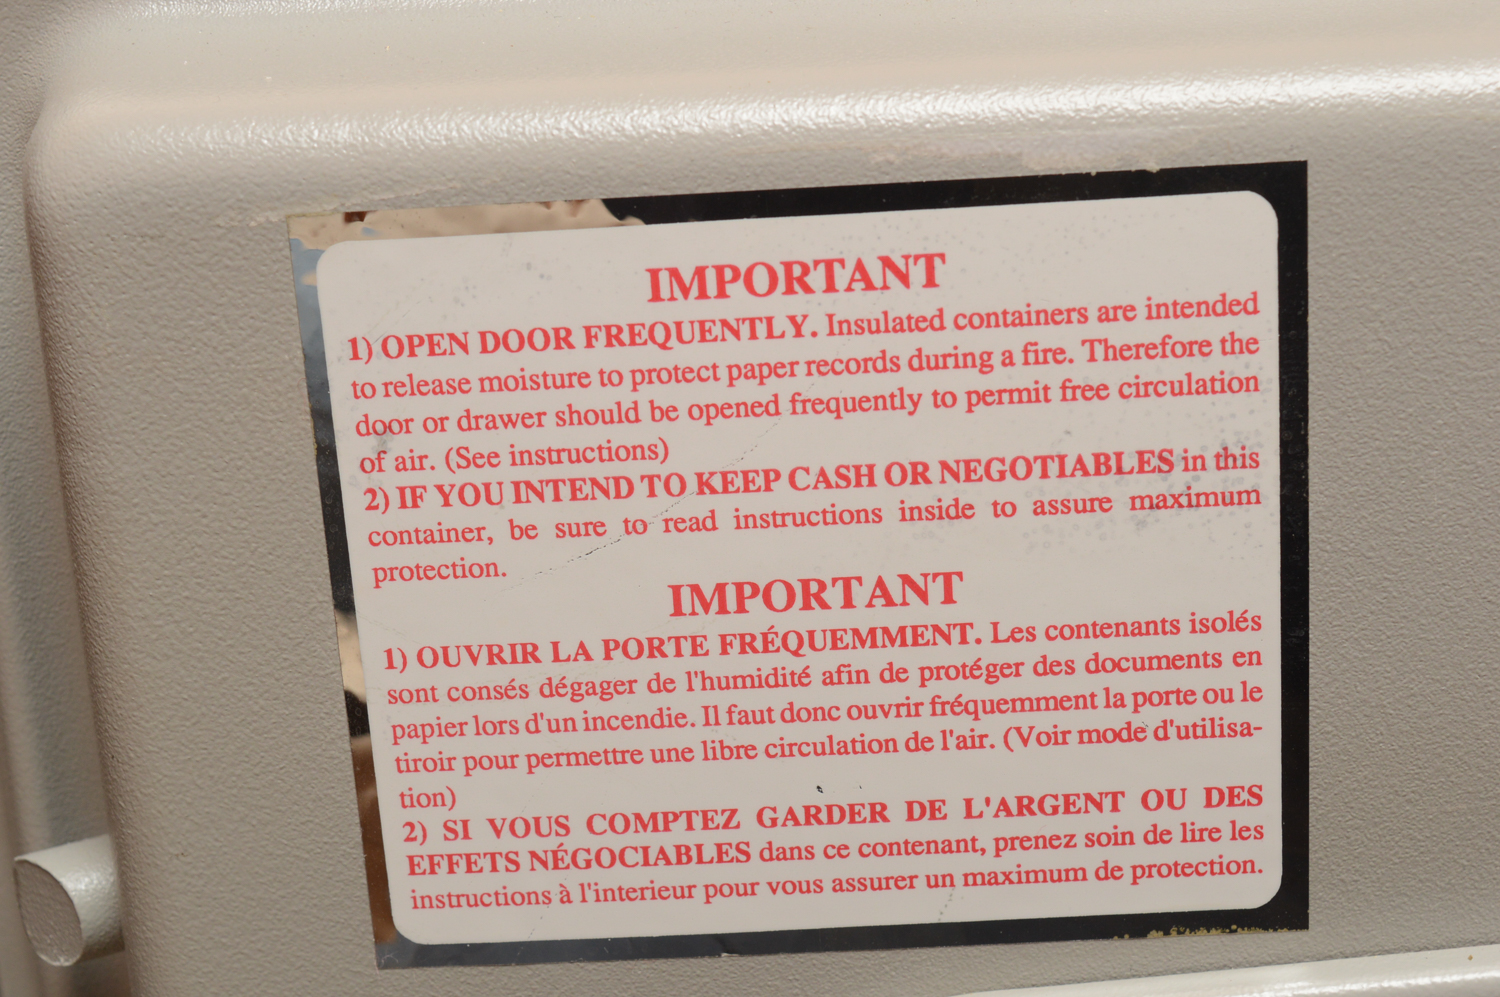 IMPORTANT
1) OPEN DOOR FREQUENTLY. Insulated containers are intended
to release moisture to protect paper records during a fire. Therefore the
door or drawer should be opened frequently to permit free circulation
of air. (See instructions)
2) IF YOU INTEND TO KEEP CASH OR NEGOTIABLES in this
container, be sure to read instructions inside to assure maximum
protection.
IMPORTANT
1) OUVRIR LA PORTE FRÉQUEMMENT. Les contenants isolés
sont consés dégager de l'humidité afin de protéger des documents en
papier lors d'un incendie. Il faut donc ouvrir fréquemment la porte ou le
tiroir pour permettre une libre circulation de l'air. (Voir mode d'utilisa-
tion)
2) SI VOUS COMPTEZ GARDER DE L'ARGENT OU DES
EFFETS NÉGOCIABLES dans ce contenant, prenez soin de lire les
instructions à l'interieur pour vous assurer un maximum de protection.